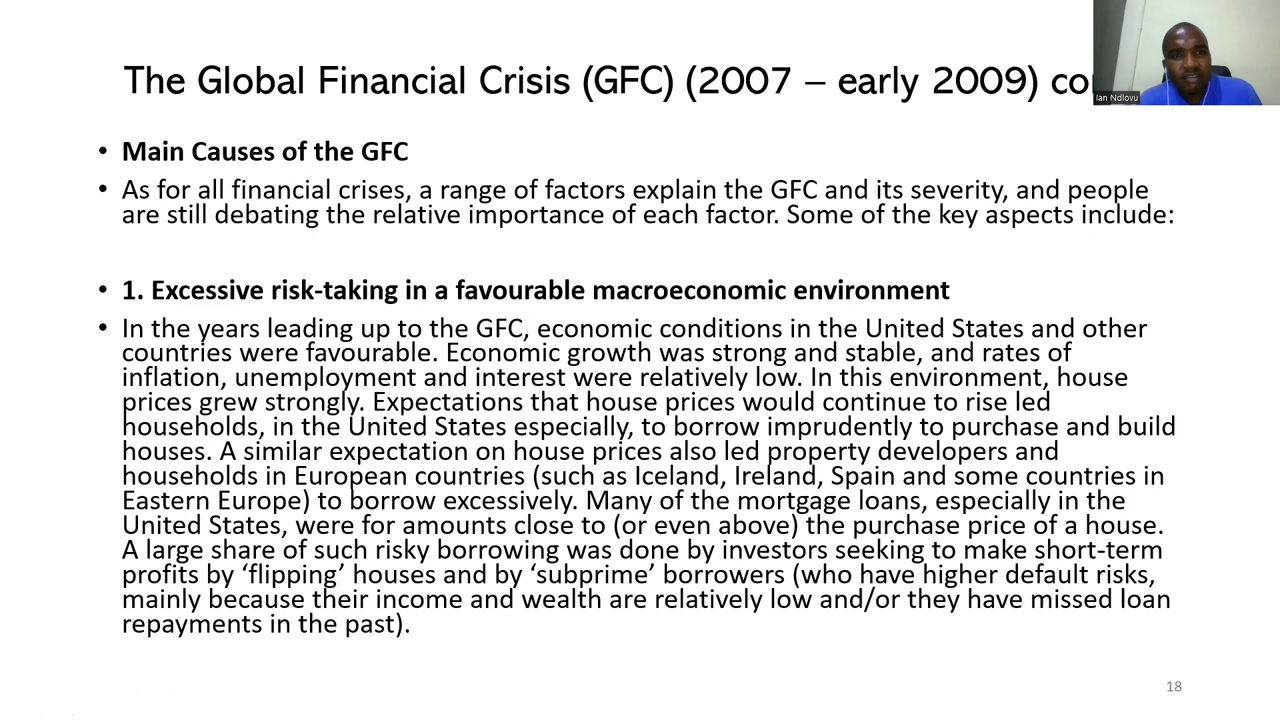 The Global Financial Crisis (GFC) (2007 – early 2009) co
Ian Ndlovu
• Main Causes of the GFC
• As for all financial crises, a range of factors explain the GFC and its severity, and people
are still debating the relative importance of each factor. Some of the key aspects include:
• 1. Excessive risk-taking in a favourable macroeconomic environment
• In the years leading up to the GFC, economic conditions in the United States and other
countries were favourable. Economic growth was strong and stable, and rates of
inflation, unemployment and interest were relatively low. In this environment, house
prices grew strongly. Expectations that house prices would continue to rise led
households, in the United States especially, to borrow imprudently to purchase and build
houses. A similar expectation on house prices also led property developers and
households in European countries (such as Iceland, Ireland, Spain and some countries in
Eastern Europe) to borrow excessively. Many of the mortgage loans, especially in the
United States, were for amounts close to (or even above) the purchase price of a house.
A large share of such risky borrowing was done by investors seeking to make short-term
profits by ‘flipping’ houses and by ‘subprime’ borrowers (who have higher default risks,
mainly because their income and wealth are relatively low and/or they have missed loan
repayments in the past).
18